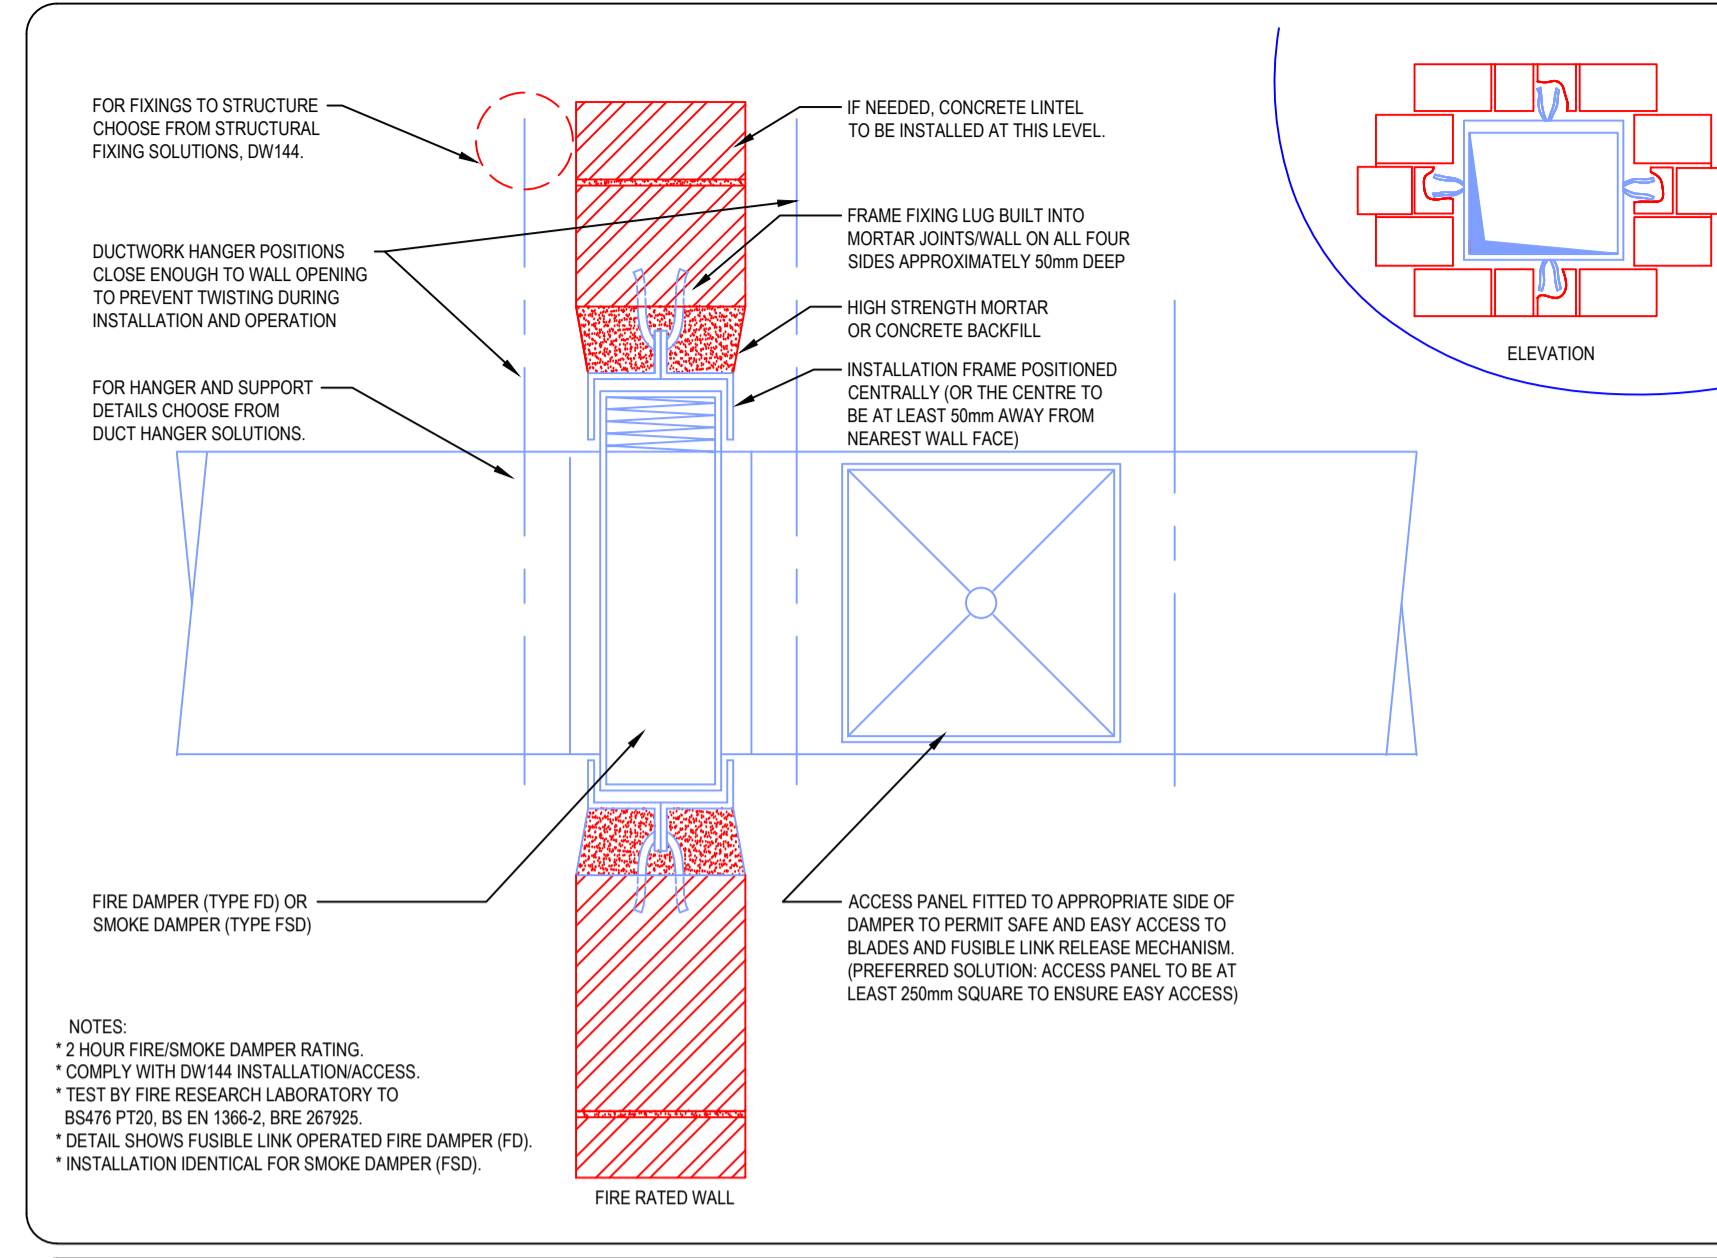 FOR FIXINGS TO STRUCTURE
CHOOSE FROM STRUCTURAL
FIXING SOLUTIONS, DW144.
DUCTWORK HANGER POSITIONS
CLOSE ENOUGH TO WALL OPENING
TO PREVENT TWISTING DURING
INSTALLATION AND OPERATION
FOR HANGER AND SUPPORT
DETAILS CHOOSE FROM
DUCT HANGER SOLUTIONS.
IF NEEDED, CONCRETE LINTEL
TO BE INSTALLED AT THIS LEVEL.
FRAME FIXING LUG BUILT INTO
MORTAR JOINTS/WALL ON ALL FOUR
SIDES APPROXIMATELY 50mm DEEP
HIGH STRENGTH MORTAR
OR CONCRETE BACKFILL
INSTALLATION FRAME POSITIONED
CENTRALLY (OR THE CENTRE TO
BE AT LEAST 50mm AWAY FROM
NEAREST WALL FACE)
ELEVATION
FIRE DAMPER (TYPE FD) OR
SMOKE DAMPER (TYPE FSD)
ACCESS PANEL FITTED TO APPROPRIATE SIDE OF
DAMPER TO PERMIT SAFE AND EASY ACCESS TO
BLADES AND FUSIBLE LINK RELEASE MECHANISM.
(PREFERRED SOLUTION: ACCESS PANEL TO BE AT
LEAST 250mm SQUARE TO ENSURE EASY ACCESS)
NOTES:
* 2 HOUR FIRE/SMOKE DAMPER RATING.
* COMPLY WITH DW144 INSTALLATION/ACCESS.
* TEST BY FIRE RESEARCH LABORATORY TO
BS476 PT20, BS EN 1366-2, BRE 267925.
* DETAIL SHOWS FUSIBLE LINK OPERATED FIRE DAMPER (FD).
* INSTALLATION IDENTICAL FOR SMOKE DAMPER (FSD).
FIRE RATED WALL